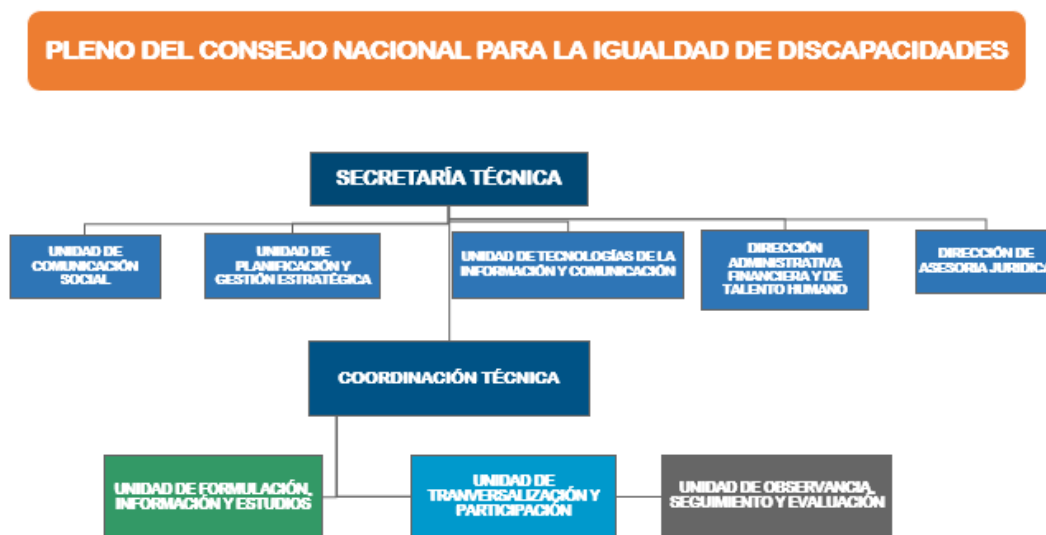 PLENO DEL CONSEJO NACIONAL PARA LA IGUALDAD DE DISCAPACIDADES
SECRETARÍA TÉCNICA
UNIDAD DE
COMUNICACIÓN
SOCIAL
UNIDAD DE
PLANIFICACIÓN Y
GESTIÓN ESTRATÉGICA
UNIDAD DE TECNOLOGÍAS DE LA
INFORMACIÓN Y COMUNICACIÓN
DIRECCIÓN
ADMINISTRATIVA
FINANCIERA Y DE
TALENTO HUMANO
DIRECCIÓN DE
ASESORIA JURIDICA
COORDINACIÓN TÉCNICA
UNIDAD DE FORMULACIÓN,
INFORMACIÓN Y ESTUDIOS
UNIDAD DE
TRANVERSALIZACIÓN Y
PARTICIPACIÓN
UNIDAD DE OBSERVANCIA,
SEGUIMIENTO Y EVALUACIÓN